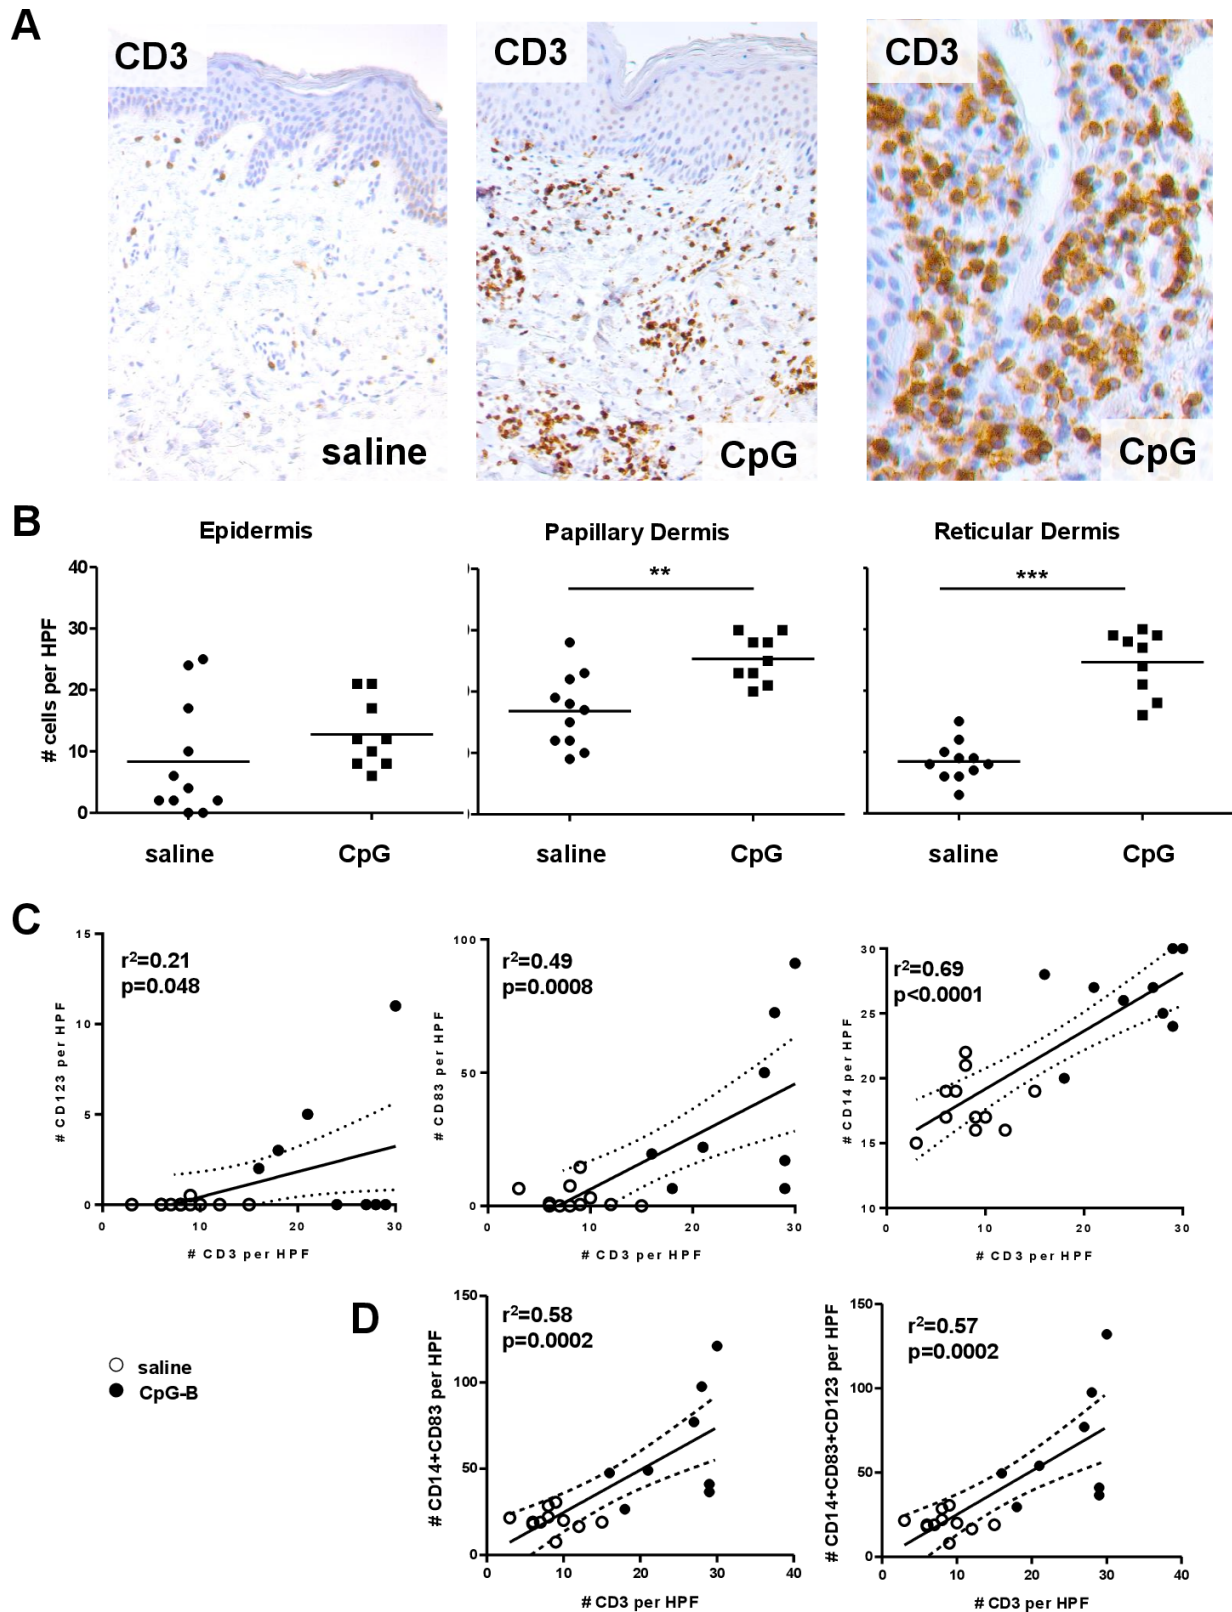 A
CD3
CD3
CD3
saline
CpG
CpG
B
Epidermis
Papillary Dermis
Reticular Dermis
# cells per HPF
40
30
20
10
0
**
***
saline
CpG
saline
CpG
saline
CpG
C
# CD123 per HPF
15
10
5
0
r²=0.21
p=0.048
0
10
20
30
# CD3 per HPF
# CD83 per HPF
100
50
0
r²=0.49
p=0.0008
0
10
20
30
# CD3 per HPF
# CD14 per HPF
30
25
20
15
10
r²=0.69
p<0.0001
0
10
20
30
# CD3 per HPF
D
saline
CpG-B
# CD14+CD83 per HPF
150
100
50
0
r²=0.58
p=0.0002
0
10
20
30
40
# CD3 per HPF
# CD14+CD83+CD123 per HPF
150
100
50
0
r²=0.57
p=0.0002
0
10
20
30
40
# CD3 per HPF